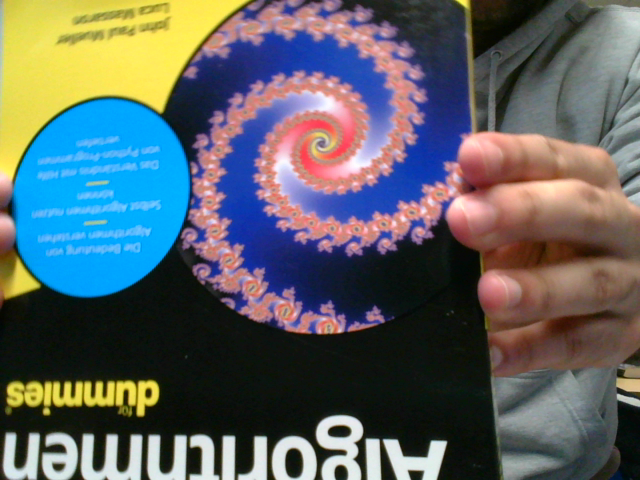 Algorithmen
für
dummies
Die Bedeutung von
Algorithmen verstehen
Selbst Algorithmen nutzen
können
Das Verständnis mit Hilfe
von Python-Programmen
vertiefen
John Paul Mueller
Luca Massaron